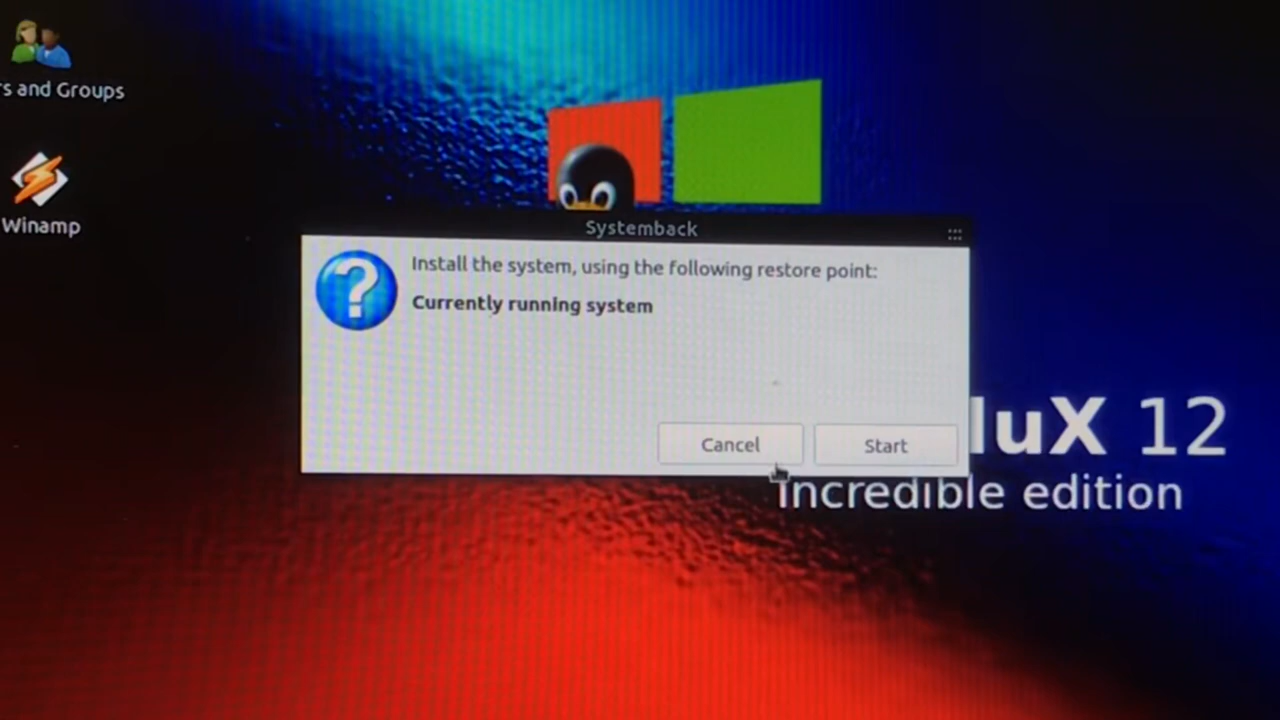 s and Groups
Winamp
Systemback
Install the system, using the following restore point:
Currently running system
Cancel
Start
luX 12
incredible edition